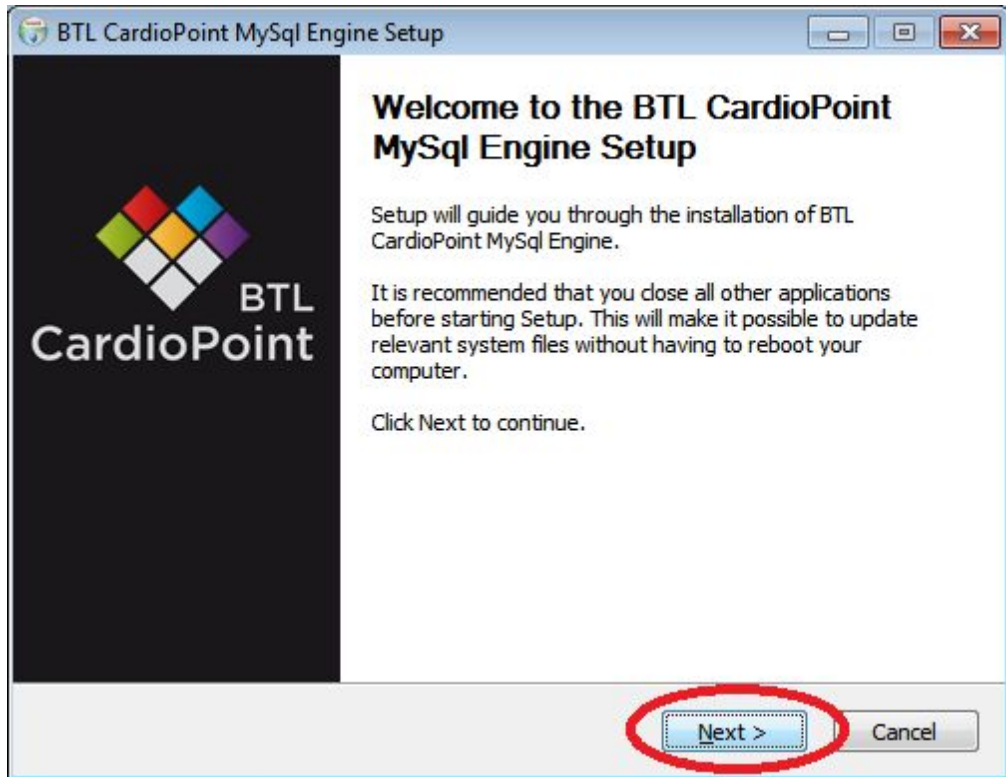 BTL CardioPoint MySql Engine Setup
BTL
CardioPoint
Welcome to the BTL CardioPoint
MySql Engine Setup
Setup will guide you through the installation of BTL
CardioPoint MySql Engine.
It is recommended that you close all other applications
before starting Setup. This will make it possible to update
relevant system files without having to reboot your
computer.
Click Next to continue.
Next >
Cancel